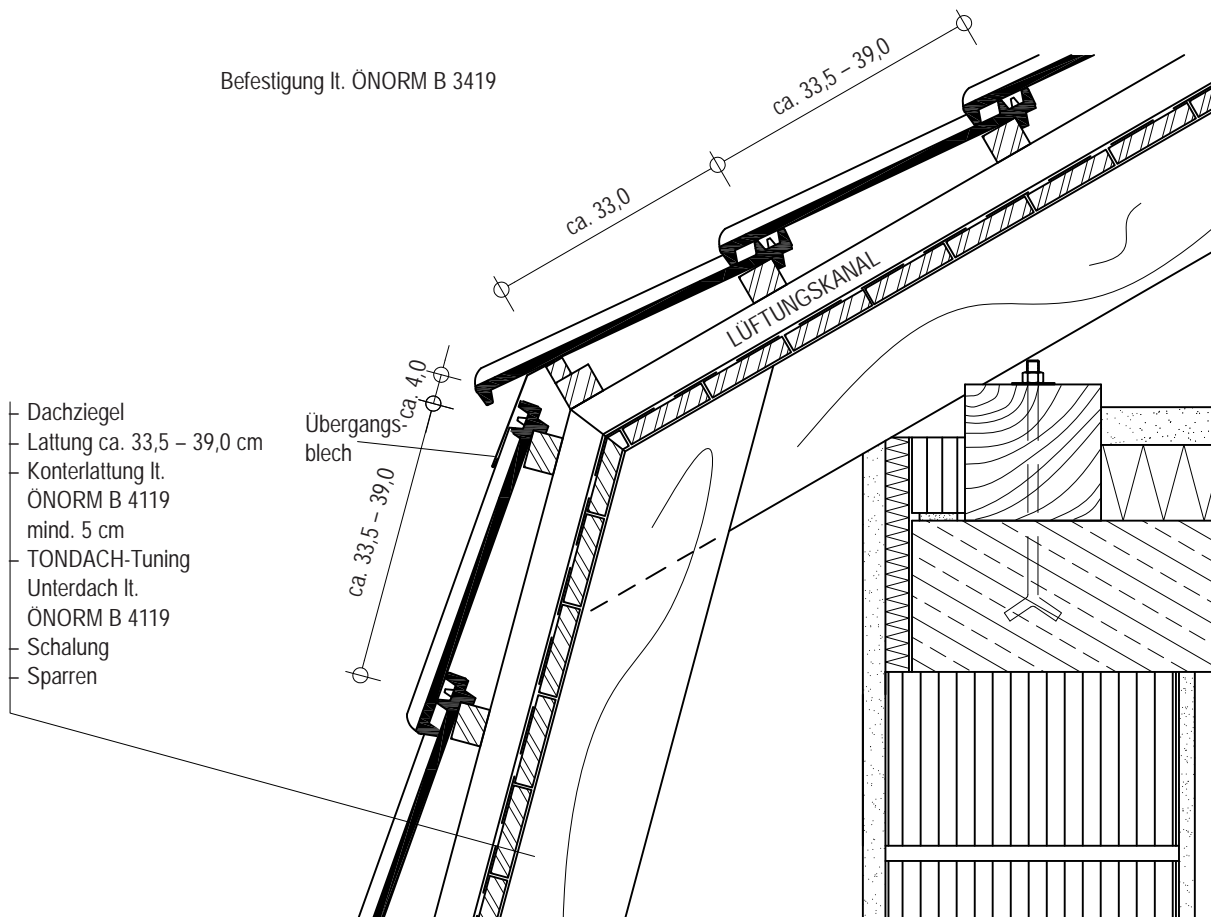 Befestigung lt. ÖNORM B 3419
ca. 33,5 – 39,0
ca. 33,0
LÜFTUNGSKANAL
ca. 4,0
Übergangs-
blech
ca. 33,5 – 39,0
Dachziegel
Lattung ca. 33,5 – 39,0 cm
Konterlattung lt.
ÖNORM B 4119
mind. 5 cm
TONDACH-Tuning
Unterdach lt.
ÖNORM B 4119
Schalung
Sparren